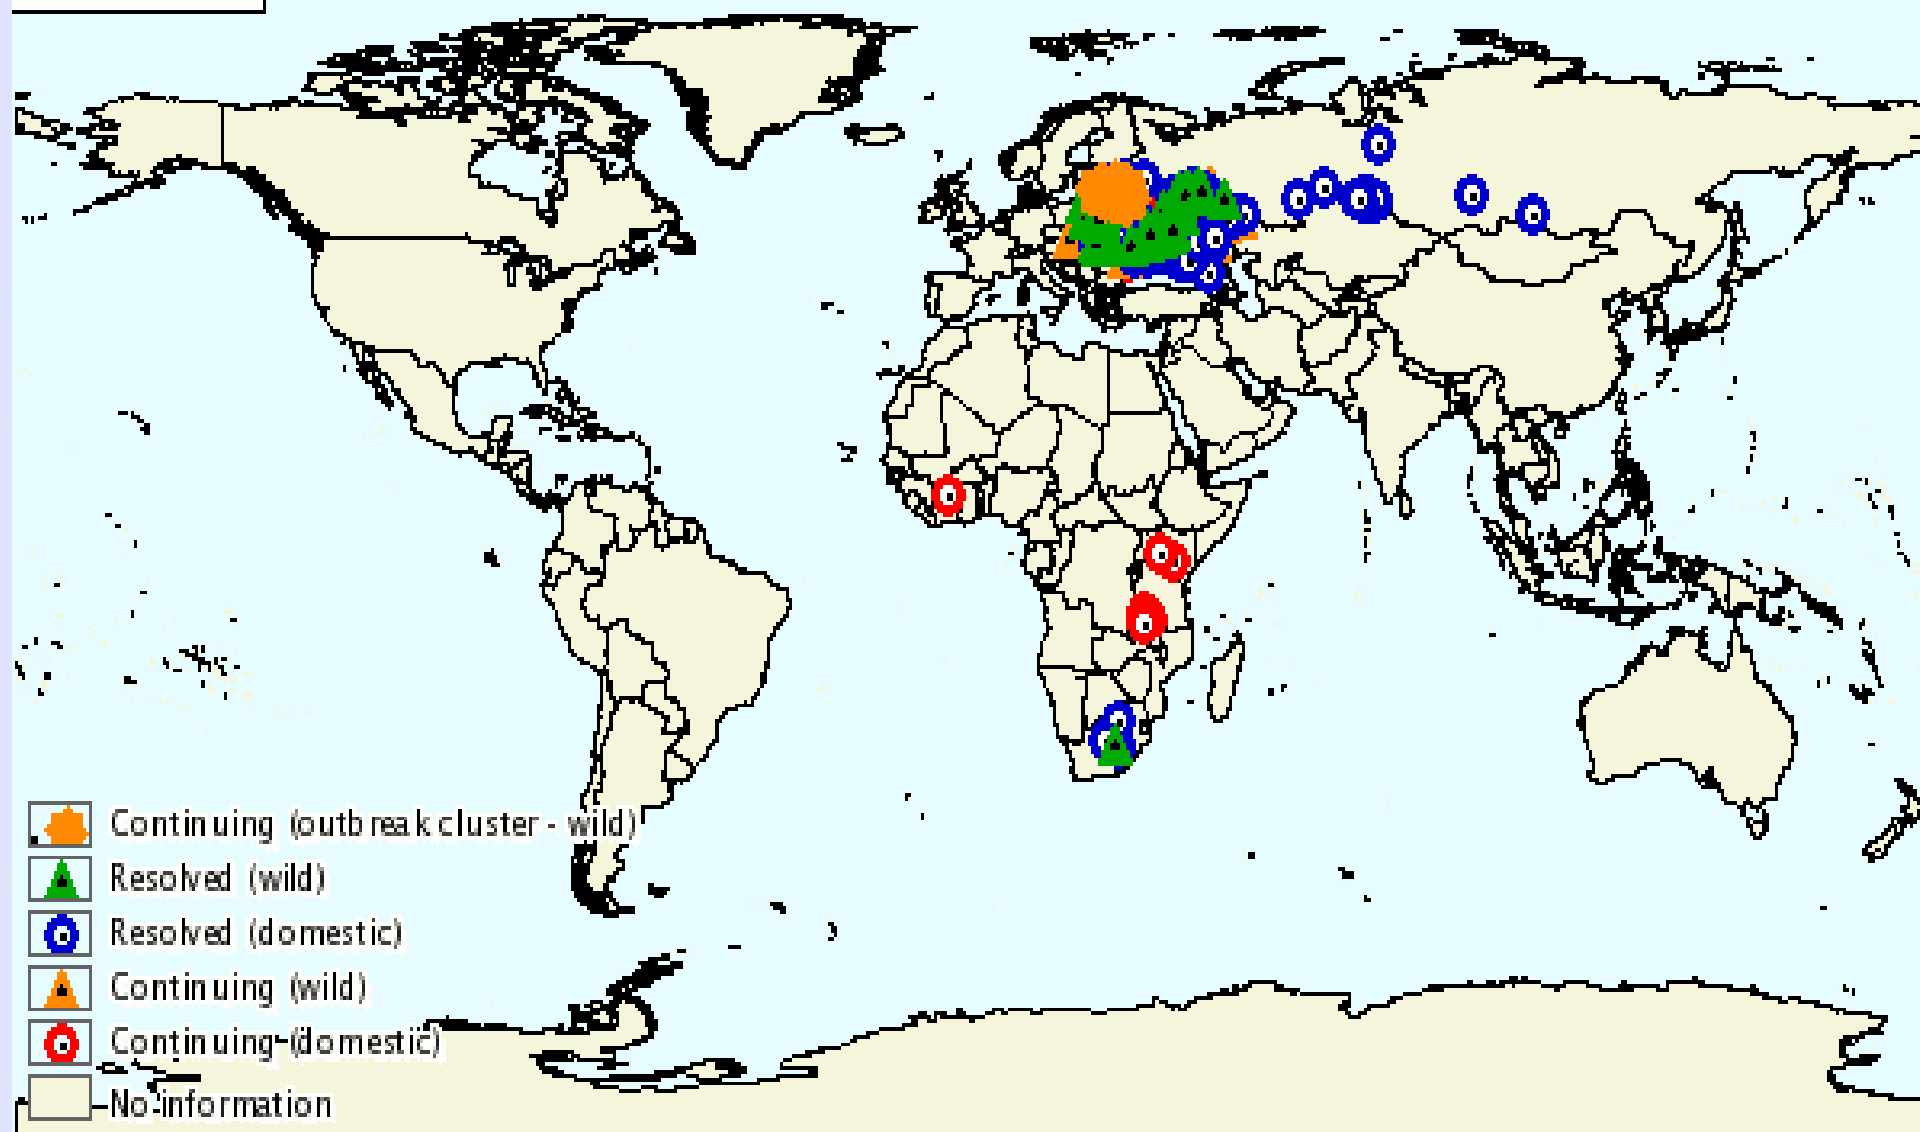 Continuing (outbreak cluster - wild)
Resolved (wild)
Resolved (domestic)
Continuing (wild)
Continuing (domestic)
No information